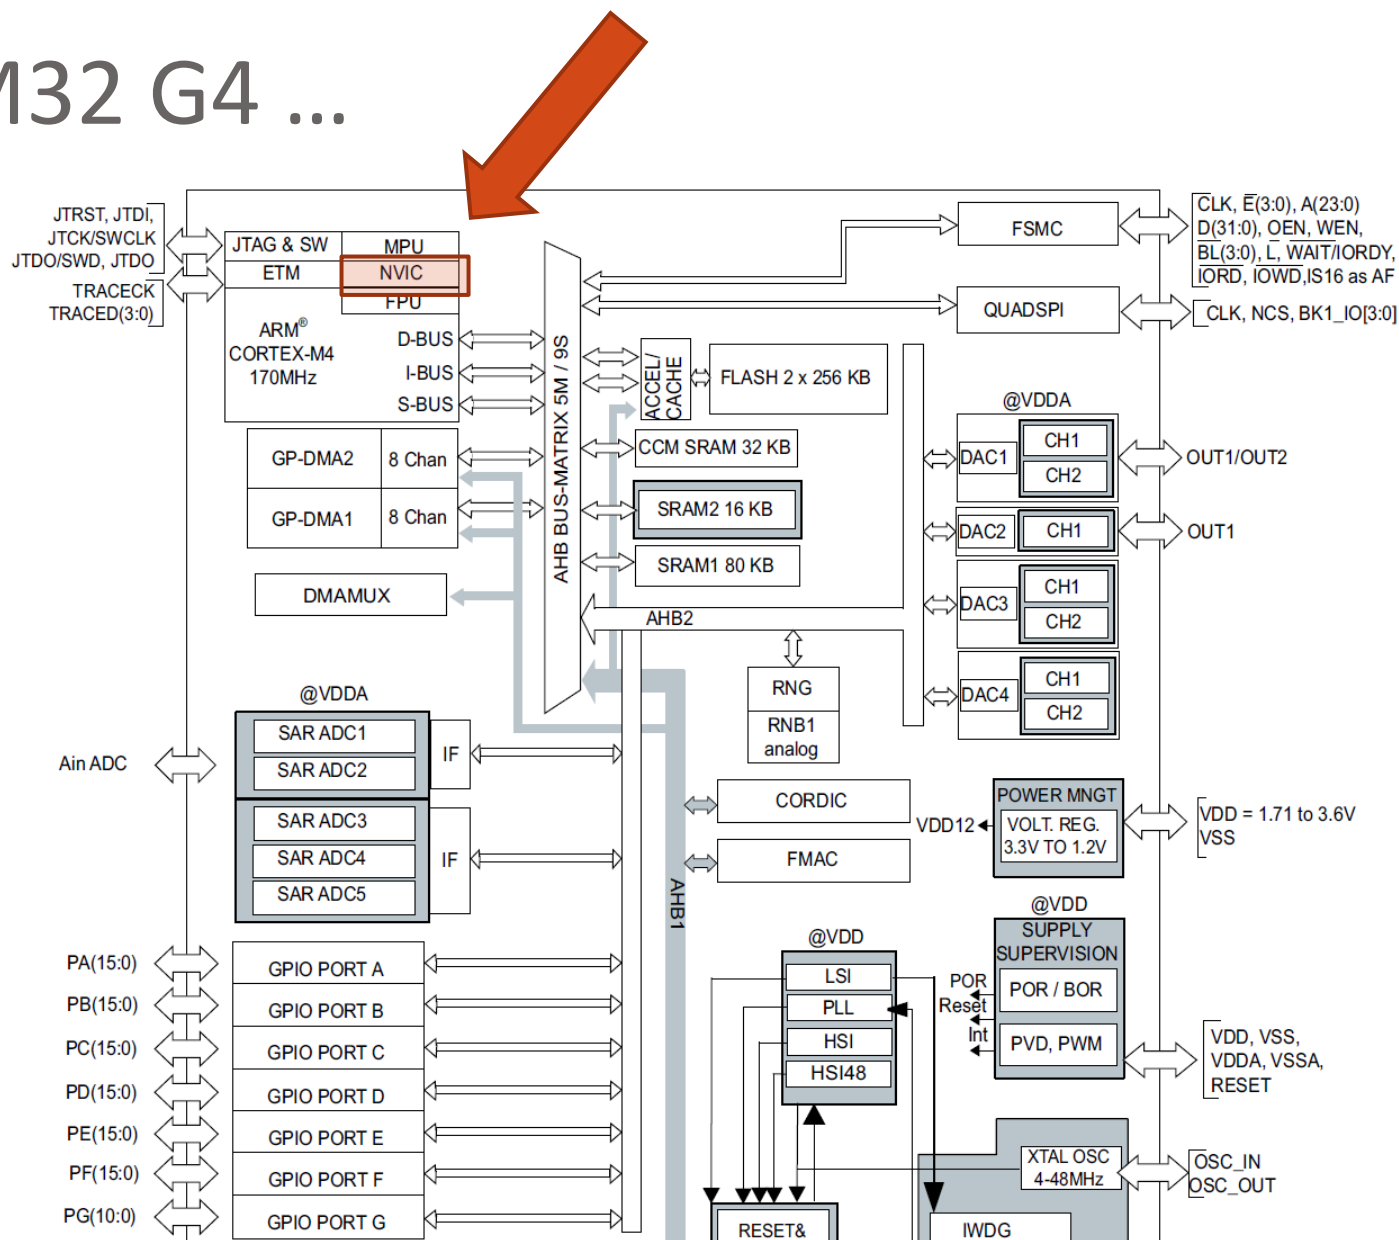 M32 G4 ...
JTRST, JTDI,
JTCK/SWCLK
JTDO/SWD, JTDO
TRACECK
TRACED(3:0)
JTAG & SW
MPU
ETM
NVIC
FPU
ARM®
CORTEX-M4
170MHz
D-BUS
I-BUS
S-BUS
GP-DMA2
8 Chan
GP-DMA1
8 Chan
DMAMUX
AHB BUS-MATRIX 5M / 9S
FSMC
CLK, E(3:0), A(23:0)
D(31:0), OEN, WEN,
BL(3:0), L, WAIT/IORDY,
IORD, IOWD,IS16 as AF
QUADSPI
CLK, NCS, BK1_IO[3:0]
ACCEL/
CACHE
FLASH 2 x 256 KB
CCM SRAM 32 KB
SRAM2 16 KB
SRAM1 80 KB
AHB2
RNG
RNB1
analog
@VDDA
DAC1
CH1
CH2
OUT1/OUT2
DAC2
CH1
OUT1
DAC3
CH1
CH2
DAC4
CH1
CH2
@VDDA
SAR ADC1
SAR ADC2
IF
Ain ADC
SAR ADC3
SAR ADC4
SAR ADC5
IF
CORDIC
FMAC
AHB1
POWER MNGT
VDD12
VOLT. REG.
3.3V TO 1.2V
VDD = 1.71 to 3.6V
VSS
@VDD
SUPPLY
SUPERVISION
POR
Reset
Int
POR / BOR
PVD, PWM
VDD, VSS,
VDDA, VSSA,
RESET
@VDD
LSI
PLL
HSI
HSI48
PA(15:0)
GPIO PORT A
PB(15:0)
GPIO PORT B
PC(15:0)
GPIO PORT C
PD(15:0)
GPIO PORT D
PE(15:0)
GPIO PORT E
PF(15:0)
GPIO PORT F
PG(10:0)
GPIO PORT G
XTAL OSC
4-48MHz
OSC_IN
OSC_OUT
RESET&
IWDG